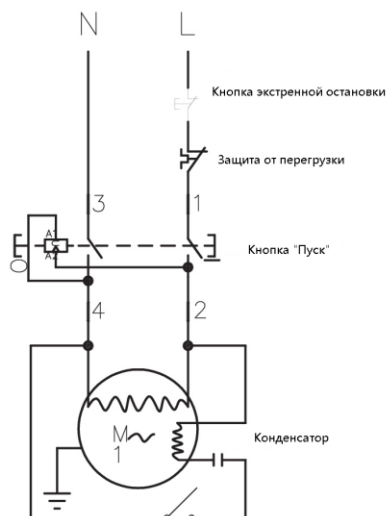 N L
Кнопка экстренной остановки
Защита от перегрузки
3 1
A1
A2
O
Кнопка "Пуск"
4 2
M
1
Конденсатор